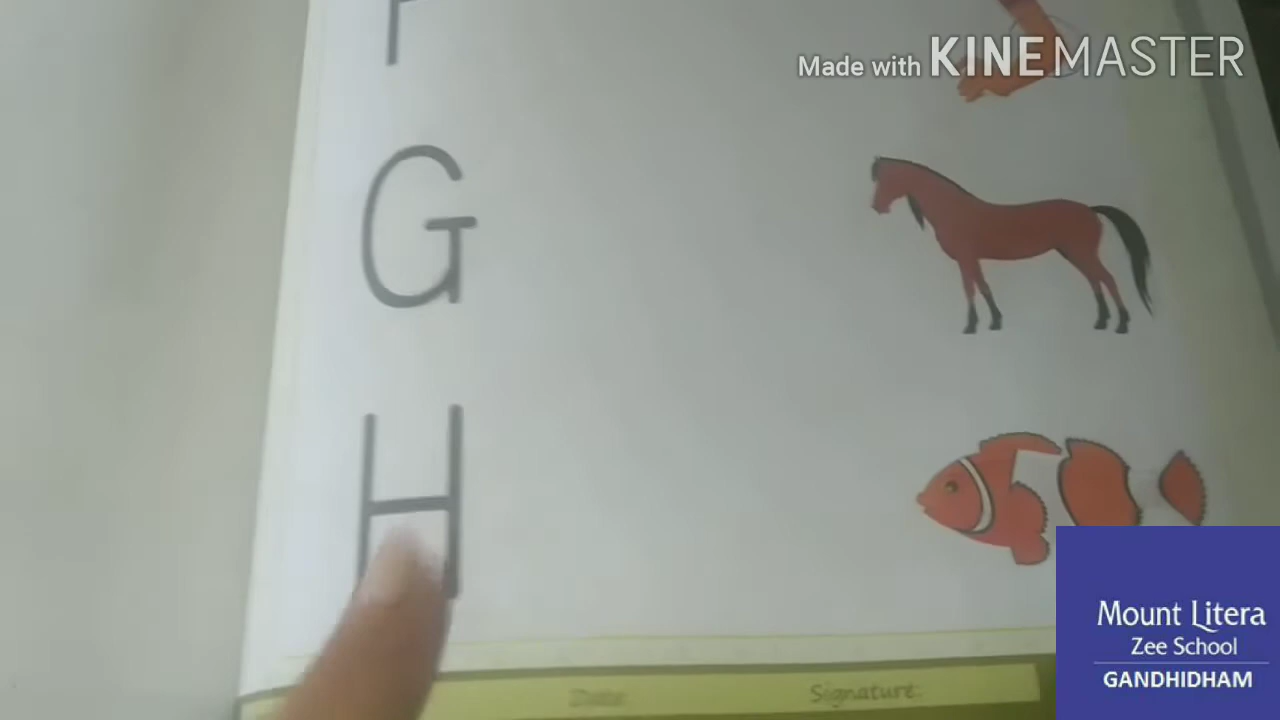 Made with KINEMASTER
G
H
Date:
Signature:
Mount Litera
Zee School
GANDHIDHAM